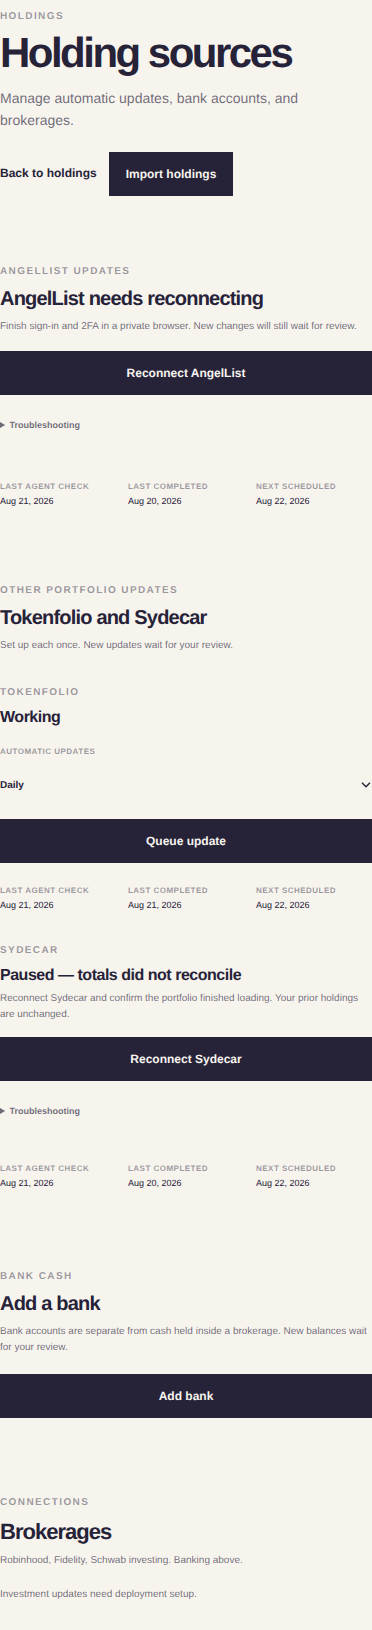 HOLDINGS
Holding sources
Manage automatic updates, bank accounts, and
brokerages.
Back to holdings
Import holdings
ANGELLIST UPDATES
AngelList needs reconnecting
Finish sign-in and 2FA in a private browser. New changes will still wait for review.
Reconnect AngelList
Troubleshooting
LAST AGENT CHECK LAST COMPLETED NEXT SCHEDULED
Aug 21, 2026 Aug 20, 2026 Aug 22, 2026
OTHER PORTFOLIO UPDATES
Tokenfolio and Sydecar
Set up each once. New updates wait for your review.
TOKENFOLIO
Working
AUTOMATIC UPDATES
Daily
Queue update
LAST AGENT CHECK LAST COMPLETED NEXT SCHEDULED
Aug 21, 2026 Aug 21, 2026 Aug 22, 2026
SYDECAR
Paused — totals did not reconcile
Reconnect Sydecar and confirm the portfolio finished loading. Your prior holdings
are unchanged.
Reconnect Sydecar
Troubleshooting
LAST AGENT CHECK LAST COMPLETED NEXT SCHEDULED
Aug 21, 2026 Aug 20, 2026 Aug 22, 2026
BANK CASH
Add a bank
Bank accounts are separate from cash held inside a brokerage. New balances wait
for your review.
Add bank
CONNECTIONS
Brokerages
Robinhood, Fidelity, Schwab investing. Banking above.
Investment updates need deployment setup.